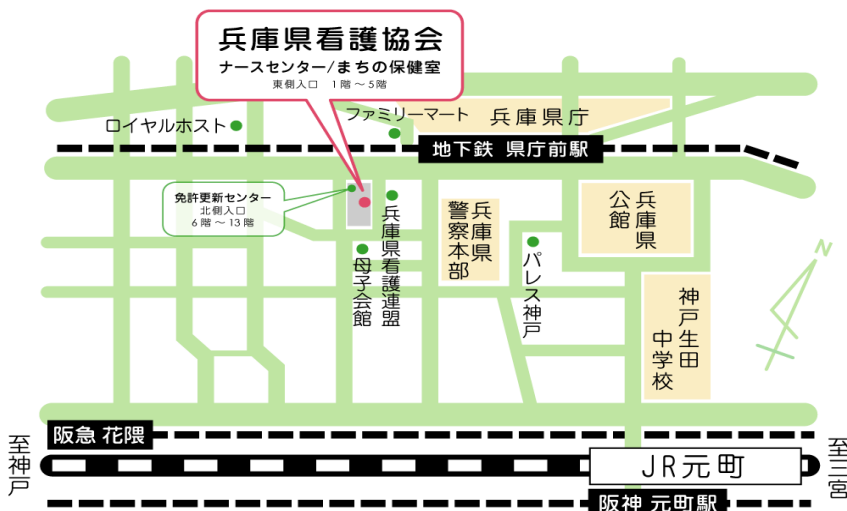 兵庫県看護協会
ナースセンター/まちの保健室
東側入口 1階～5階
ロイヤルホスト
ファミリーマート
兵庫県庁
地下鉄 県庁前駅
免許更新センター
北側入口
6階～13階
兵庫県看護連盟
母子会館
兵庫県
警察本部
パレス神戸
兵庫県
公館
N
神戸生田
中学校
阪急 花隈
至神戸
JR元町
至三宮
阪神 元町駅